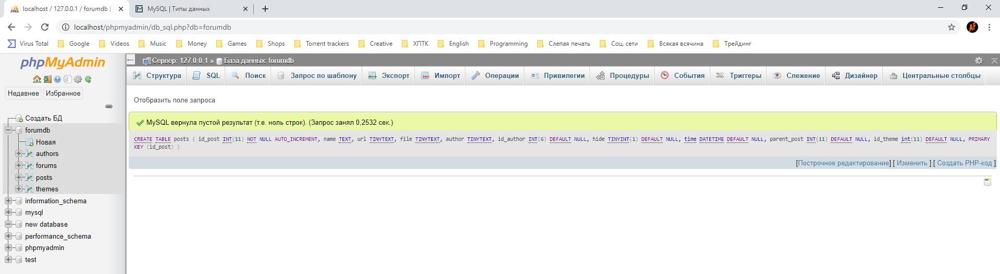 localhost / 127.0.0.1 / forumdb |
MySQL | Типы данных
localhost/phpmyadmin/db_sql.php?db=forumdb
Virus Total Google Videos Music Money Games Shops Torrent trackers Creative ХПТК English Programming Слепая печать Соц. сети Всякая всячина Трейдинг
phpMyAdmin
Недавнее Избранное
Создать БД
forumdb
Новая
authors
forums
posts
themes
information_schema
mysql
new database
performance_schema
phpmyadmin
test
Сервер: 127.0.0.1 » База данных: forumdb
Структура SQL Поиск Запрос по шаблону Экспорт Импорт Операции Привилегии Процедуры События Триггеры Слежение Дизайнер Центральные столбцы
Отобразить поле запроса
MySQL вернула пустой результат (т.е. ноль строк). (Запрос занял 0,2532 сек.)
CREATE TABLE posts ( id_post INT(11) NOT NULL AUTO_INCREMENT, name TEXT, url TINYTEXT, file TINYTEXT, author TINYTEXT, id_author INT(6) DEFAULT NULL, hide TINYINT(1) DEFAULT NULL, time DATETIME DEFAULT NULL, parent_post INT(11) DEFAULT NULL, id_theme int(11) DEFAULT NULL, PRIMARY
KEY (id_post) )
[Построчное редактирование] [ Изменить ] [ Создать PHP-код ]